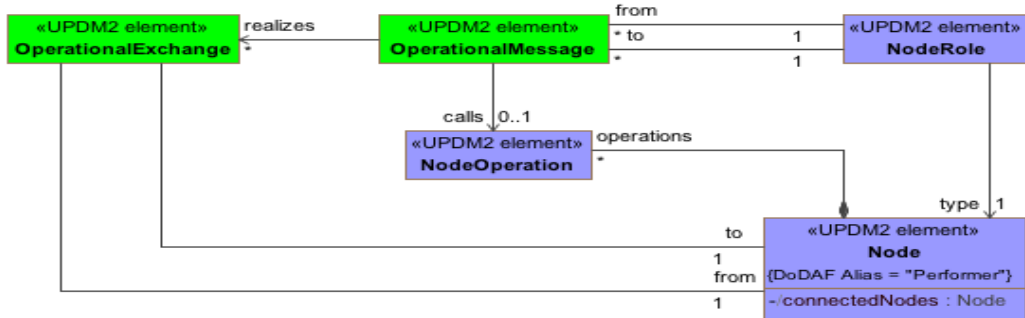 «UPDM2 element»
OperationalExchange
realizes
*
«UPDM2 element»
OperationalMessage
from
* to
*
1
1
«UPDM2 element»
NodeRole
calls 0..1
«UPDM2 element»
NodeOperation
operations
*
type 1
to
1
from
1
«UPDM2 element»
Node
{DoDAF Alias = "Performer"}
-/connectedNodes : Node